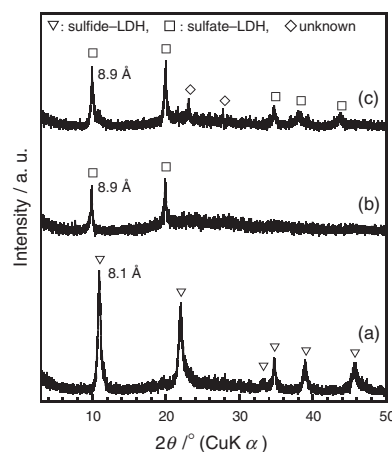 ▽: sulfide–LDH, □: sulfate–LDH, ◇unknown
8.9 Å
(c)
8.9 Å
(b)
8.1 Å
(a)
Intensity / a. u.
10 20 30 40 50
2θ /° (CuK α)